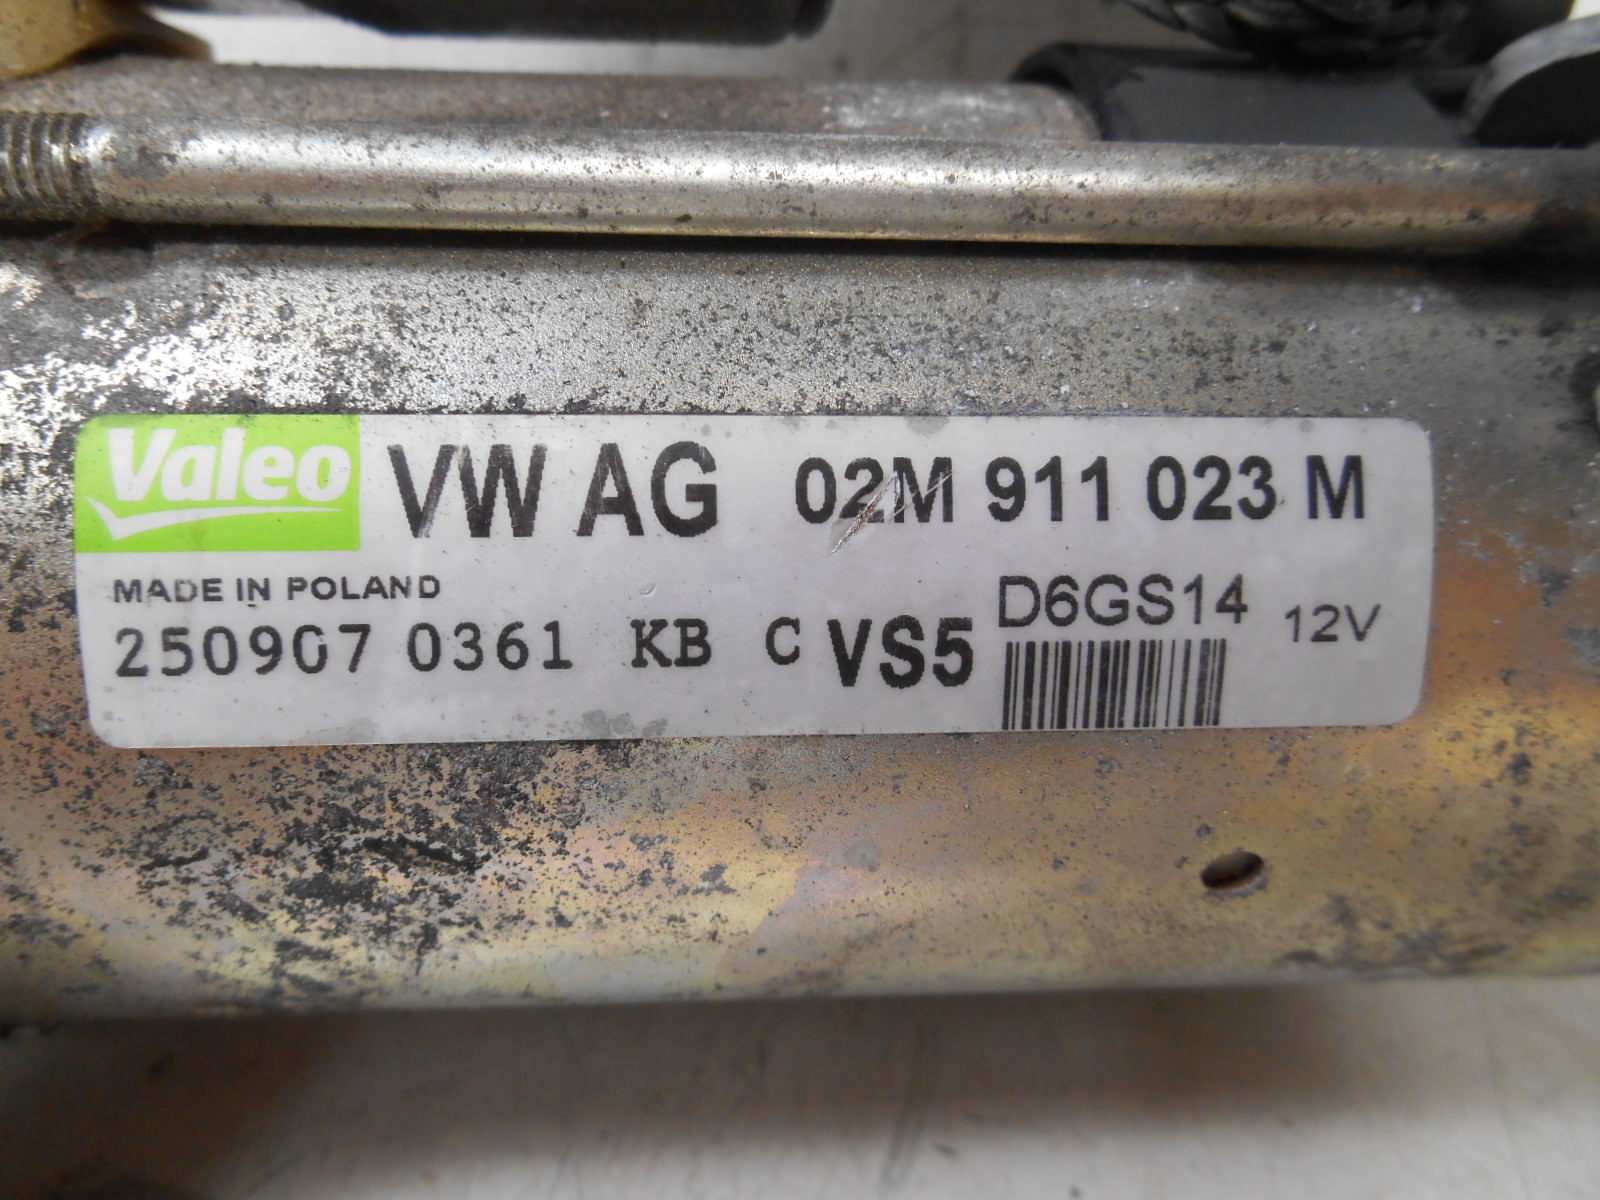 Valeo VW AG 02M 911 023 M
MADE IN POLAND
D6GS14
250907 0361 KB C VS5 12V